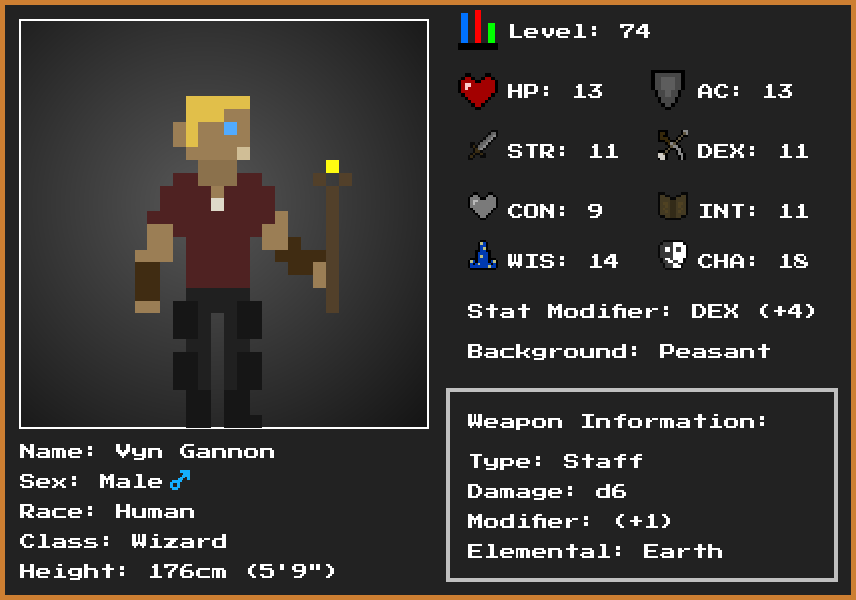 Level: 74
HP: 13 AC: 13
STR: 11 DEX: 11
CON: 9 INT: 11
WIS: 14 CHA: 18
Stat Modifier: DEX (+4)
Background: Peasant
Weapon Information:
Type: Staff
Damage: d6
Modifier: (+1)
Elemental: Earth
Name: Vyn Gannon
Sex: Male ♂
Race: Human
Class: Wizard
Height: 176cm (5'9")